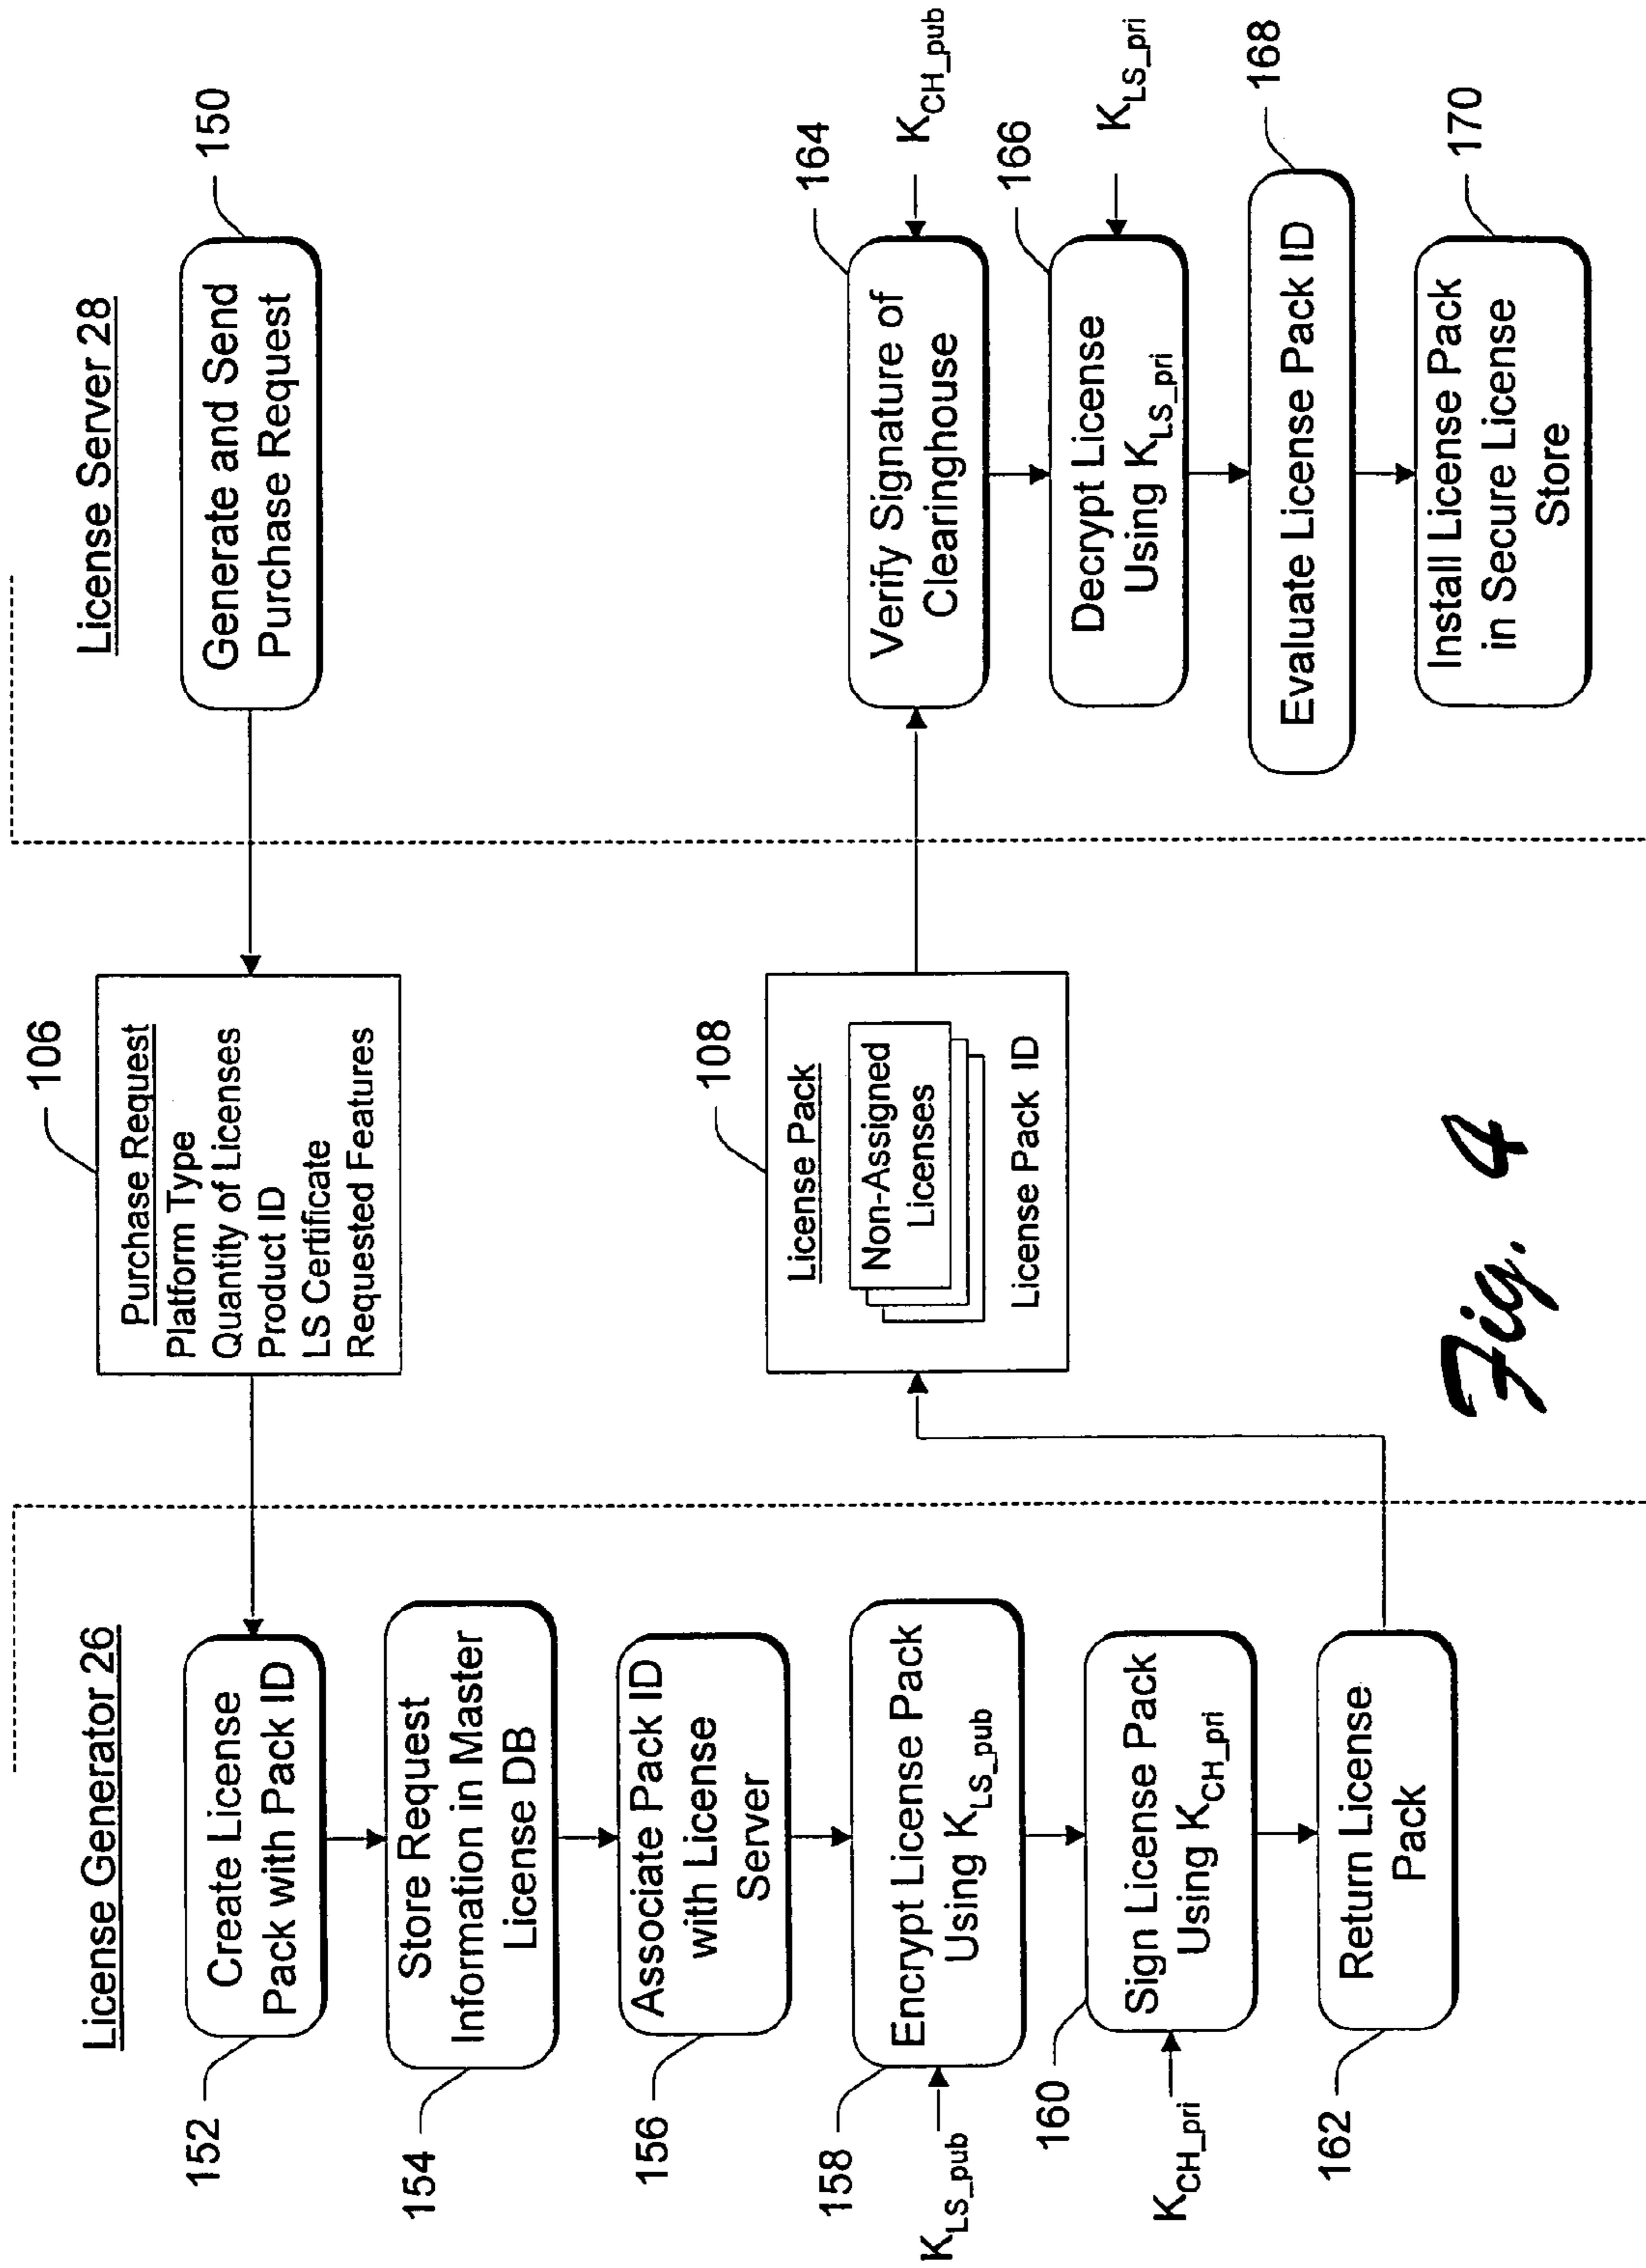 License Generator 26
152
Create License
Pack with Pack ID
154
Store Request
Information in Master
License DB
156
Associate Pack ID
with License
Server
158
Encrypt License Pack
Using K_LS_pub
K_LS_pub
160
Sign License Pack
Using K_CH_pri
K_CH_pri
162
Return License
Pack
106
Purchase Request
Platform Type
Quantity of Licenses
Product ID
LS Certificate
Requested Features
108
License Pack
Non-Assigned
Licenses
License Pack ID
License Server 28
150
Generate and Send
Purchase Request
164
Verify Signature of
Clearinghouse
K_CH_pub
166
Decrypt License
Using K_LS_pri
K_LS_pri
168
Evaluate License Pack ID
170
Install License Pack
in Secure License
Store
Fig. 4